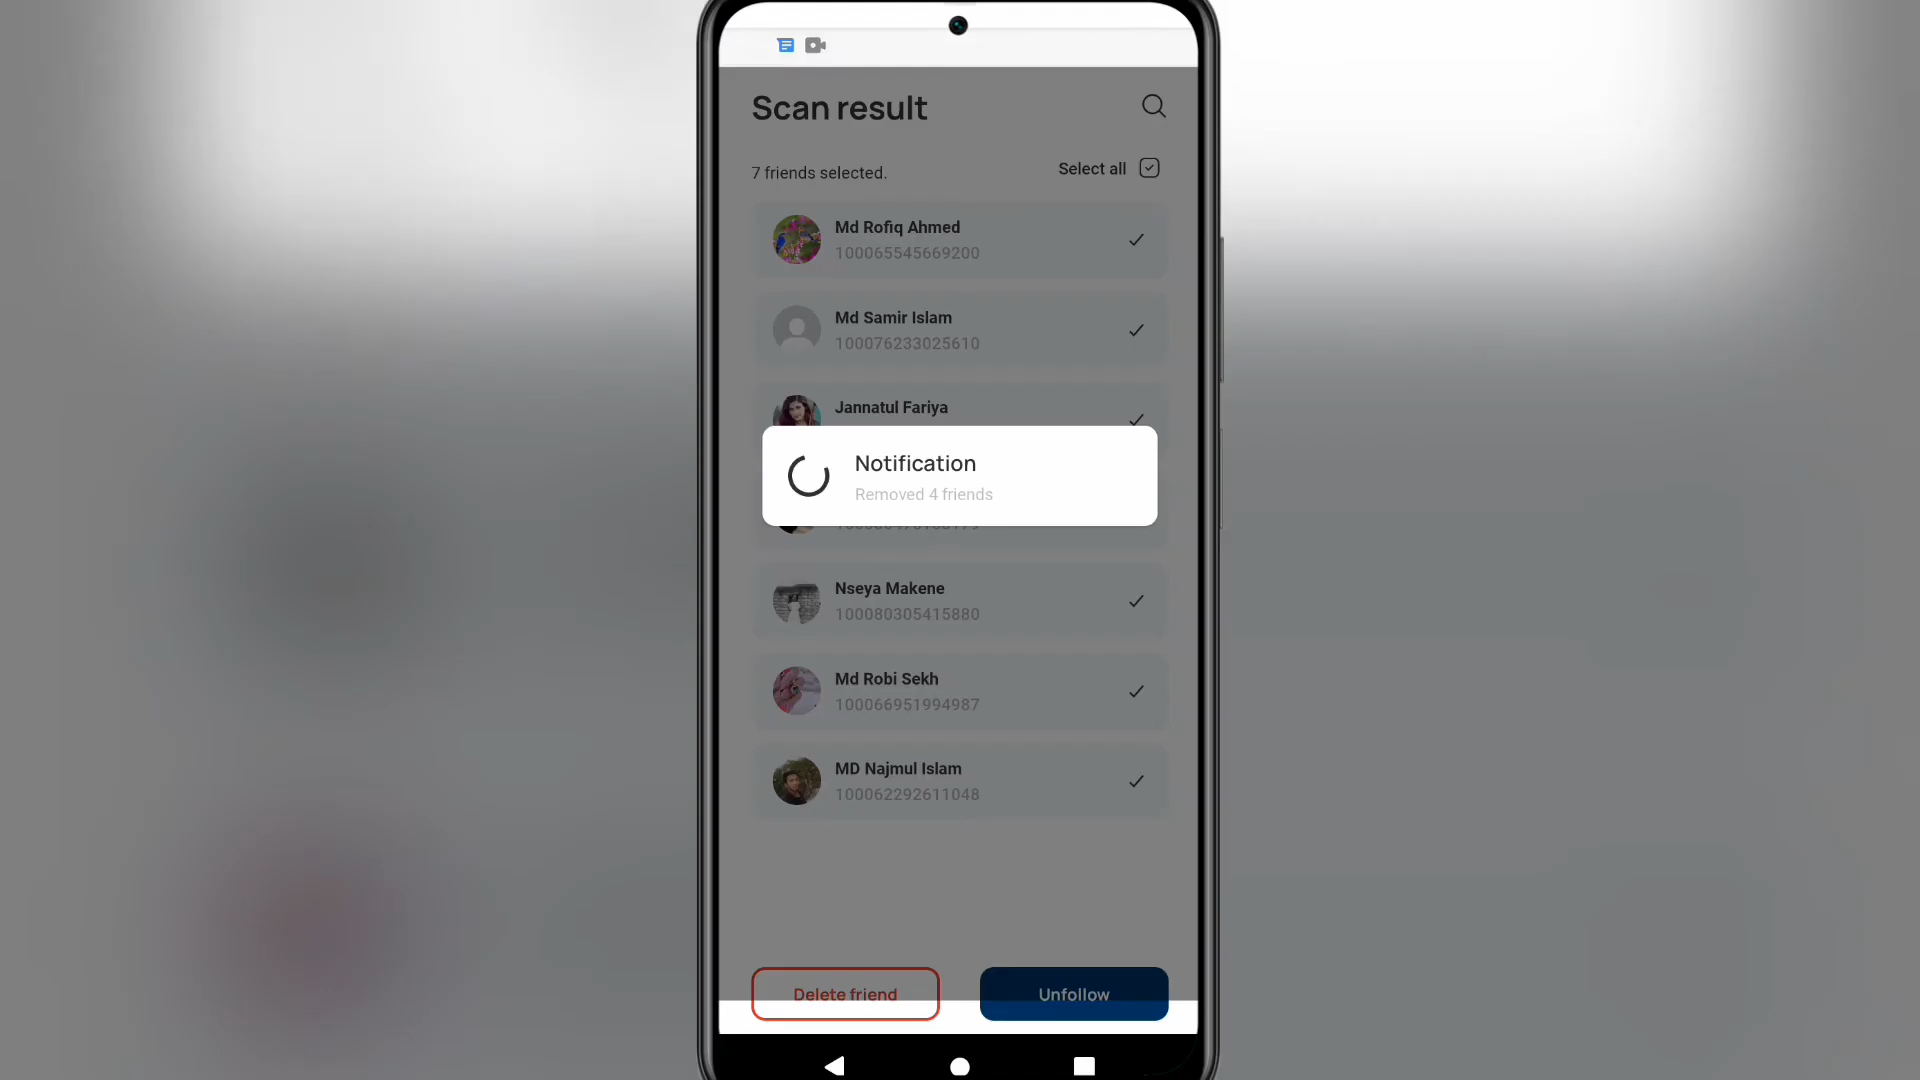 Scan result
7 friends selected.
Select all
Md Rofiq Ahmed
100065545669200
Md Samir Islam
100076233025610
Jannatul Fariya
Notification
Removed 4 friends
Nseya Makene
100080305415880
Md Robi Sekh
100066951994987
MD Najmul Islam
100062292611048
Delete friend
Unfollow